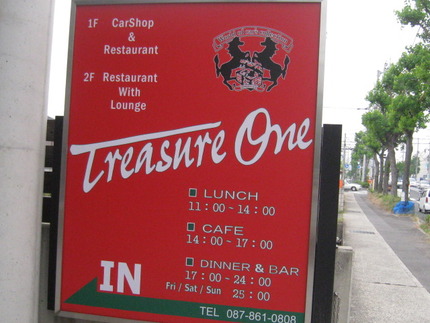 1F CarShop
&
Restaurant
2F Restaurant
With
Lounge
Treasure One
LUNCH
11:00~14:00
CAFE
14:00~17:00
DINNER & BAR
17:00~24:00
Fri / Sat / Sun 25:00
IN
TEL 087-861-0808